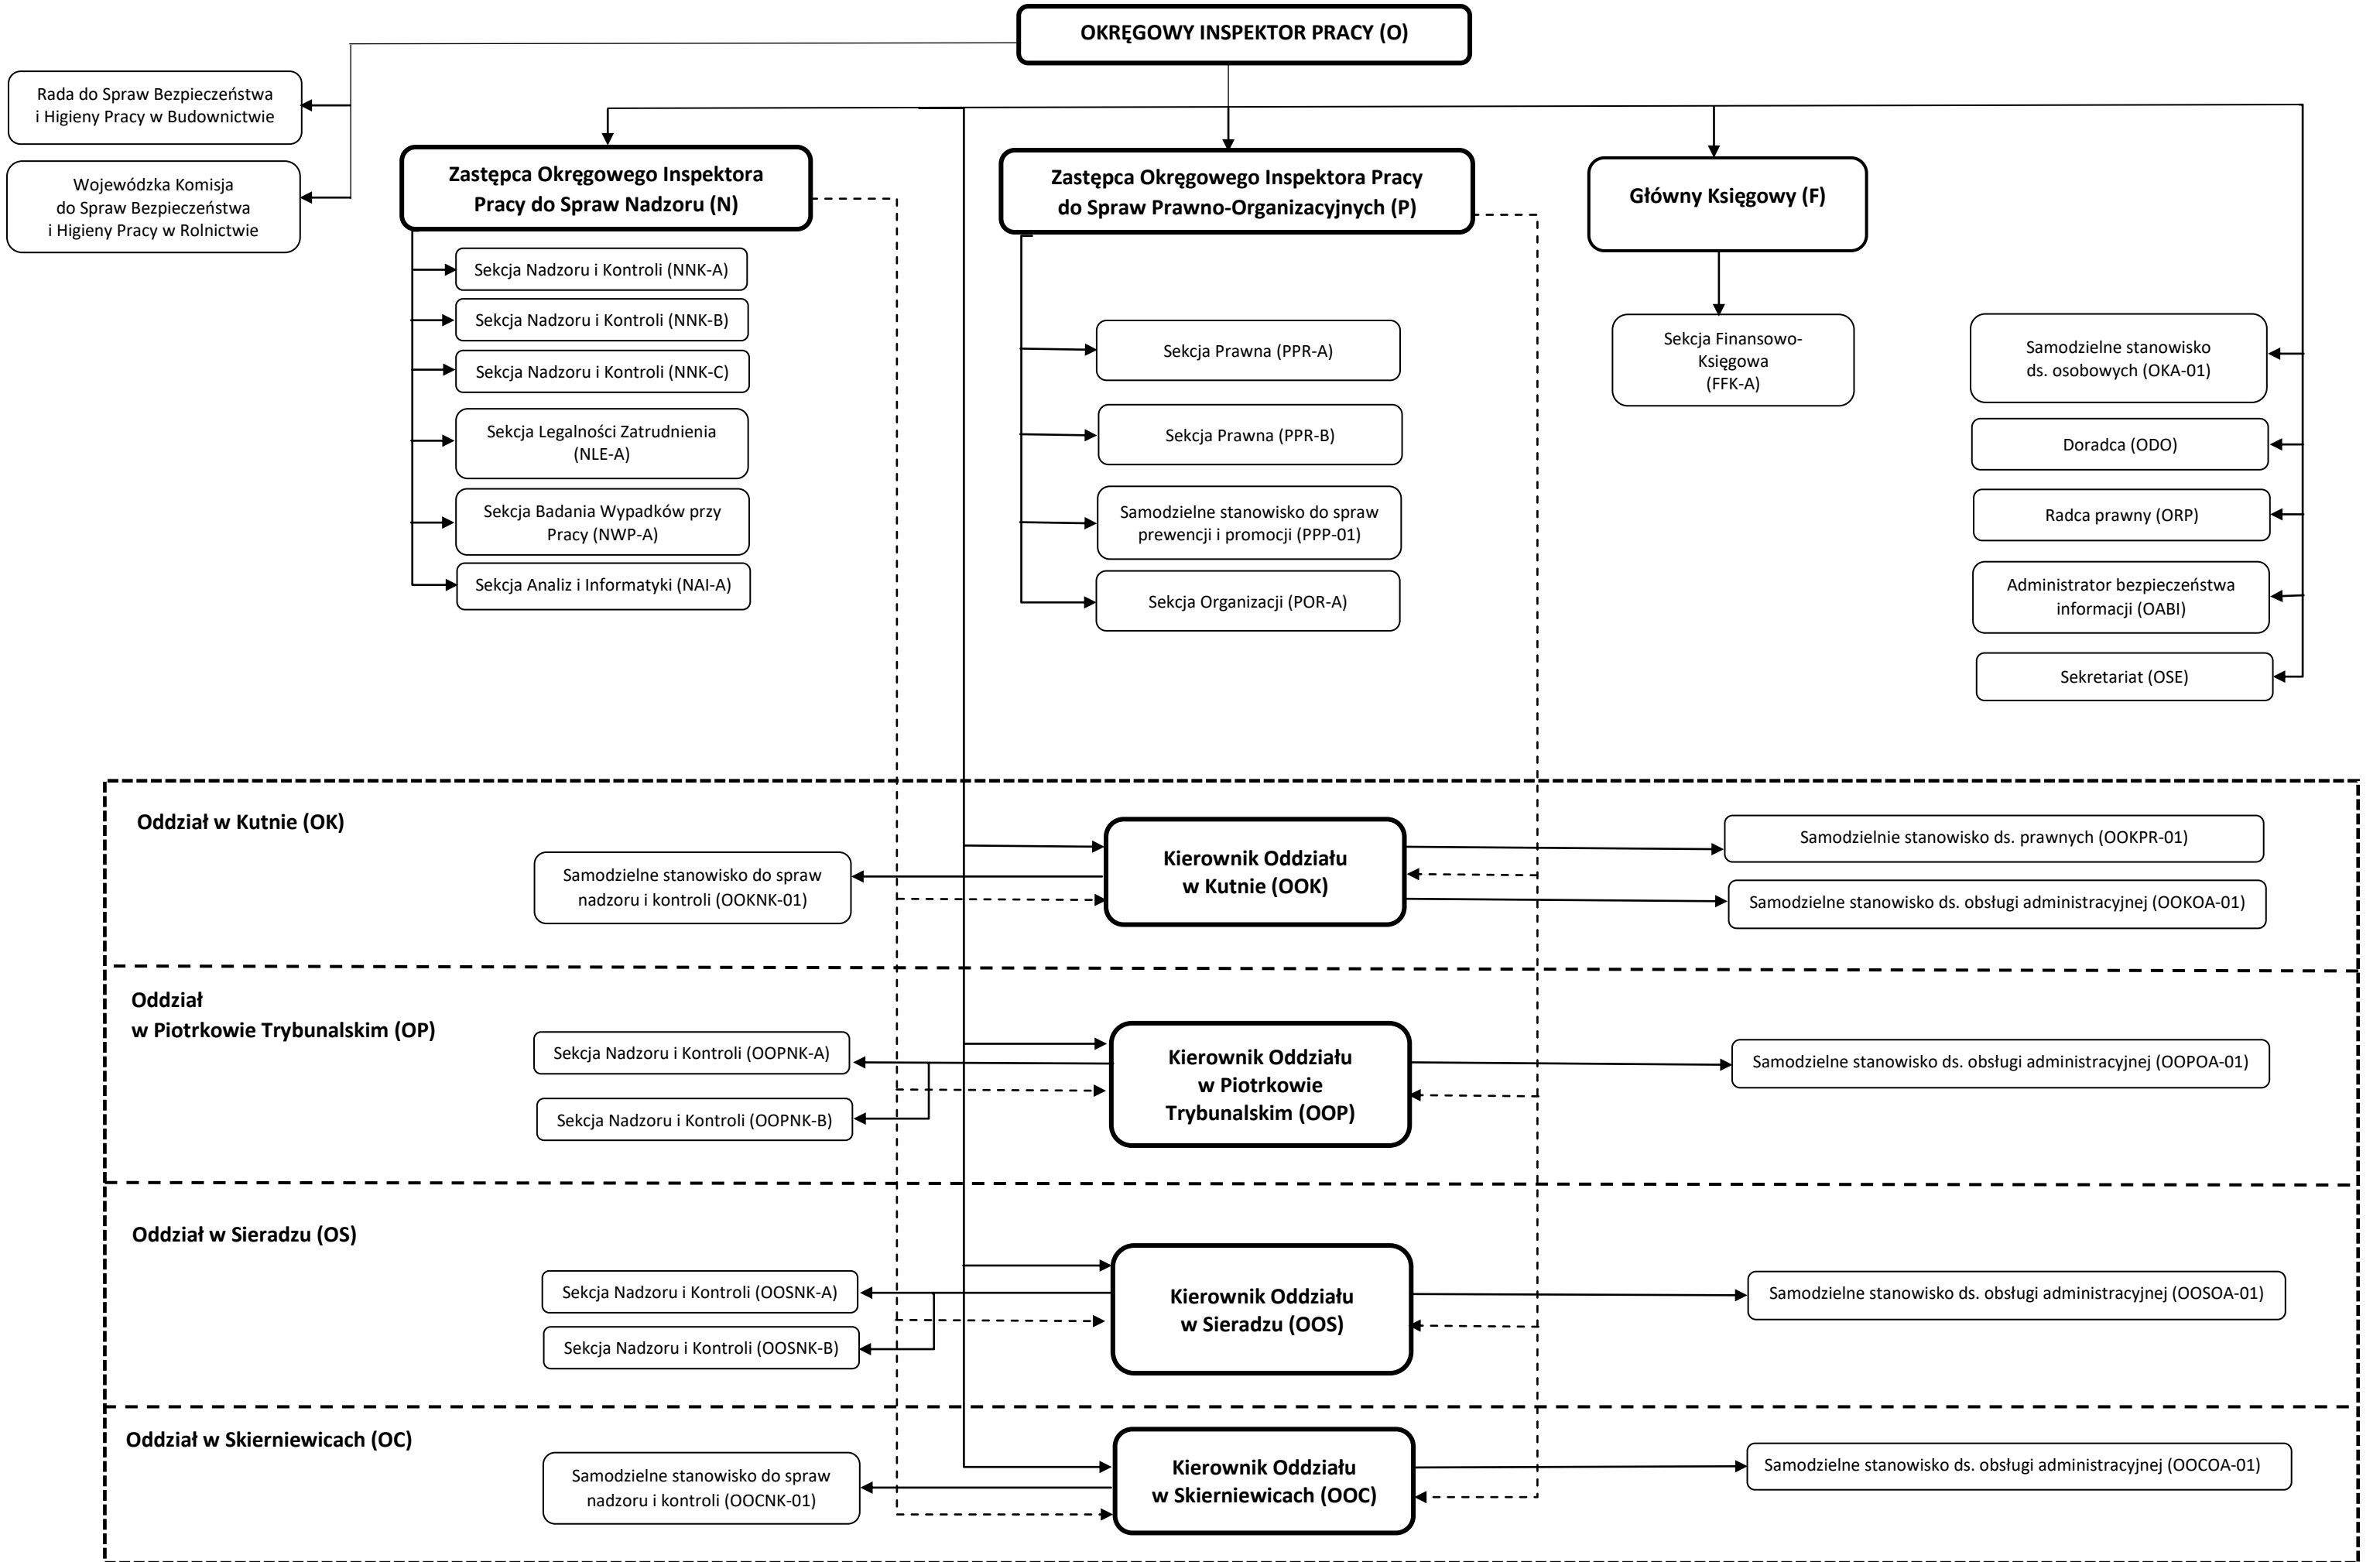 OKRĘGOWY INSPEKTOR PRACY (O)
Rada do Spraw Bezpieczeństwa
i Higieny Pracy w Budownictwie
Wojewódzka Komisja
do Spraw Bezpieczeństwa
i Higieny Pracy w Rolnictwie
Zastępca Okręgowego Inspektora
Pracy do Spraw Nadzoru (N)
Sekcja Nadzoru i Kontroli (NNK-A)
Sekcja Nadzoru i Kontroli (NNK-B)
Sekcja Nadzoru i Kontroli (NNK-C)
Sekcja Legalności Zatrudnienia
(NLE-A)
Sekcja Badania Wypadków przy
Pracy (NWP-A)
Sekcja Analiz i Informatyki (NAI-A)
Zastępca Okręgowego Inspektora Pracy
do Spraw Prawno-Organizacyjnych (P)
Sekcja Prawna (PPR-A)
Sekcja Prawna (PPR-B)
Samodzielne stanowisko do spraw
prewencji i promocji (PPP-01)
Sekcja Organizacji (POR-A)
Główny Księgowy (F)
Sekcja Finansowo-
Księgowa
(FFK-A)
Samodzielne stanowisko
ds. osobowych (OKA-01)
Doradca (ODO)
Radca prawny (ORP)
Administrator bezpieczeństwa
informacji (OABI)
Sekretariat (OSE)
Oddział w Kutnie (OK)
Samodzielne stanowisko do spraw
nadzoru i kontroli (OOKNK-01)
Kierownik Oddziału
w Kutnie (OOK)
Samodzielnie stanowisko ds. prawnych (OOKPR-01)
Samodzielne stanowisko ds. obsługi administracyjnej (OOKOA-01)
Oddział
w Piotrkowie Trybunalskim (OP)
Sekcja Nadzoru i Kontroli (OOPNK-A)
Sekcja Nadzoru i Kontroli (OOPNK-B)
Kierownik Oddziału
w Piotrkowie
Trybunalskim (OOP)
Samodzielne stanowisko ds. obsługi administracyjnej (OOPOA-01)
Oddział w Sieradzu (OS)
Sekcja Nadzoru i Kontroli (OOSNK-A)
Sekcja Nadzoru i Kontroli (OOSNK-B)
Kierownik Oddziału
w Sieradzu (OOS)
Samodzielne stanowisko ds. obsługi administracyjnej (OOSOA-01)
Oddział w Skierniewicach (OC)
Samodzielne stanowisko do spraw
nadzoru i kontroli (OOCNK-01)
Kierownik Oddziału
w Skierniewicach (OOC)
Samodzielne stanowisko ds. obsługi administracyjnej (OOCOA-01)